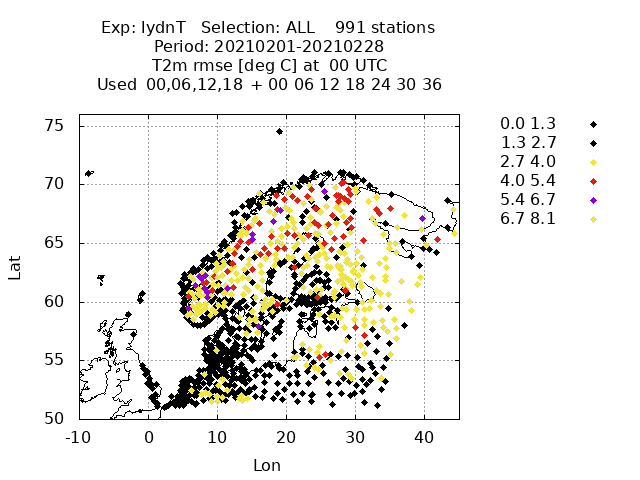 Exp: lydnT Selection: ALL 991 stations
Period: 20210201-20210228
T2m rmse [deg C] at 00 UTC
Used 00,06,12,18 + 00 06 12 18 24 30 36
75
70
65
60
55
50
-10 0 10 20 30 40
Lat
Lon
0.0 1.3
1.3 2.7
2.7 4.0
4.0 5.4
5.4 6.7
6.7 8.1